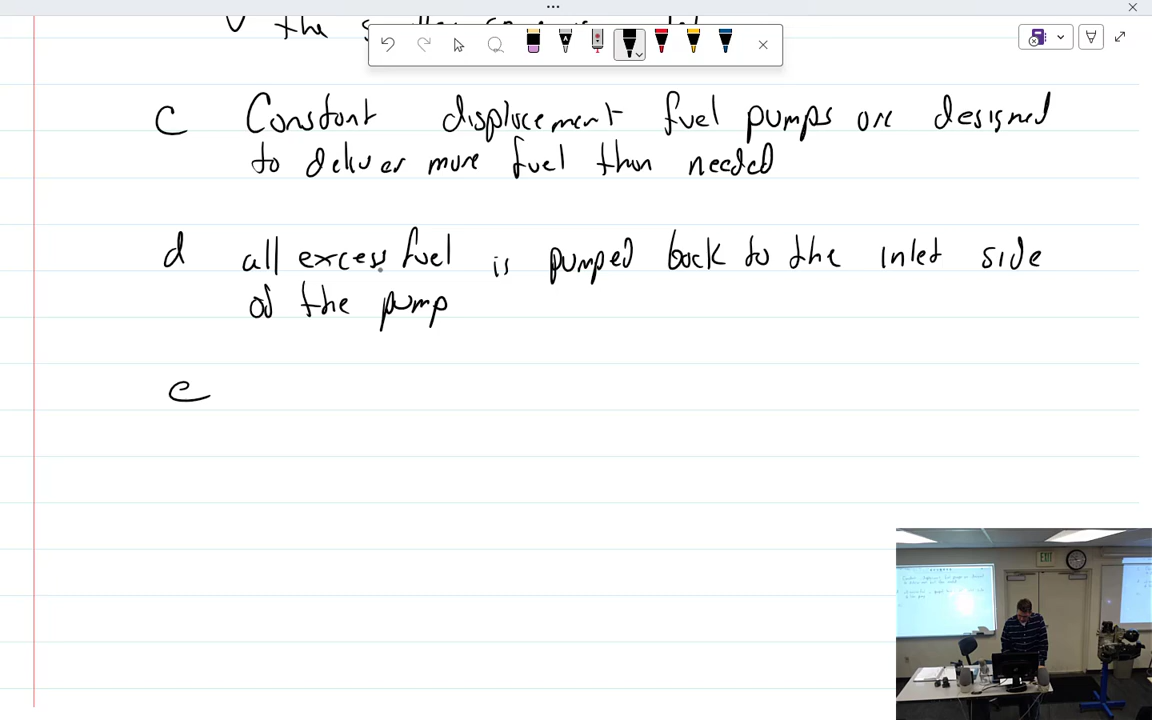 the
c Constant displacement fuel pumps are designed
to deliver more fuel than needed
d all excess fuel is pumped back to the inlet side
of the pump
e
EXIT